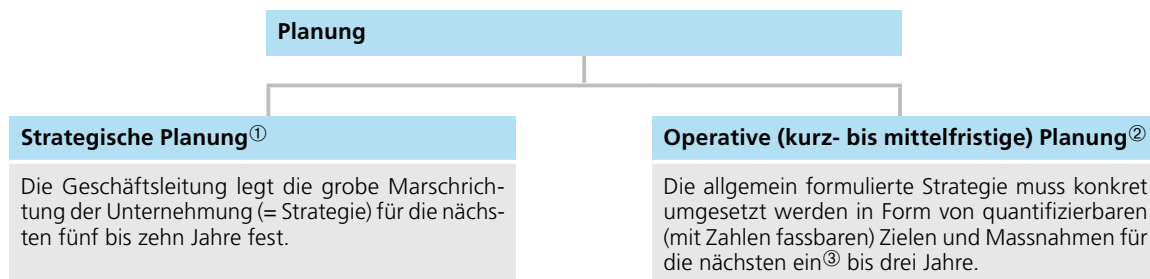 Planung
Strategische Planung①
Die Geschäftsleitung legt die grobe Marschrich-
tung der Unternehmung (= Strategie) für die nächs-
ten fünf bis zehn Jahre fest.
Operative (kurz- bis mittelfristige) Planung②
Die allgemein formulierte Strategie muss konkret
umgesetzt werden in Form von quantifizierbaren
(mit Zahlen fassbaren) Zielen und Massnahmen für
die nächsten ein③ bis drei Jahre.